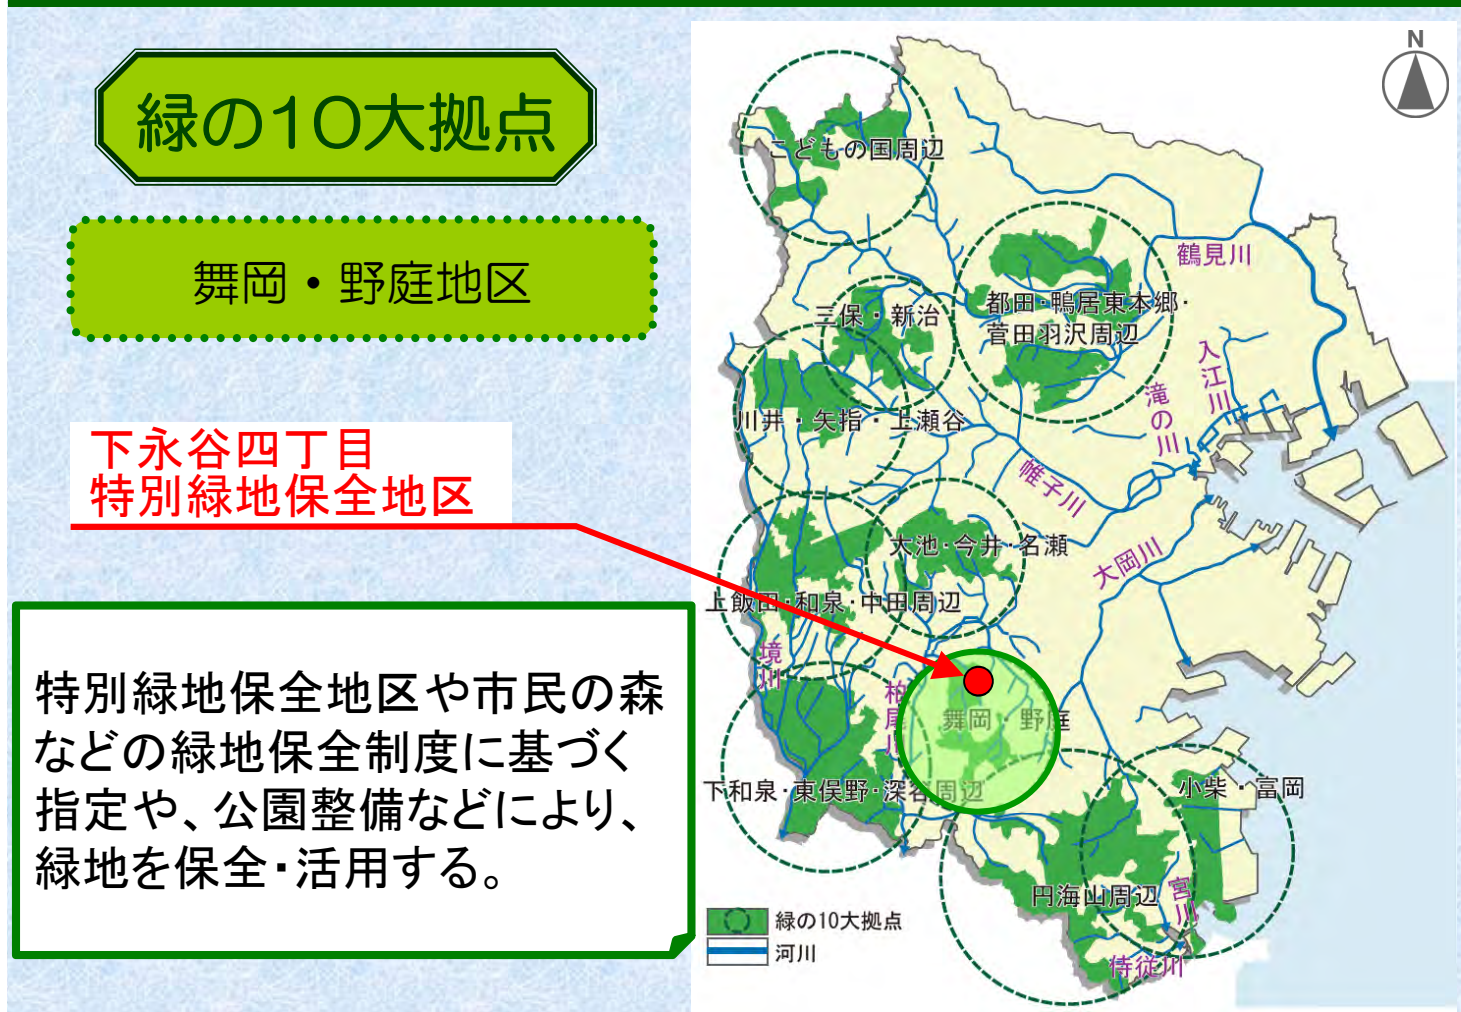 緑の10大拠点
舞岡・野庭地区
下永谷四丁目
特別緑地保全地区
特別緑地保全地区や市民の森
などの緑地保全制度に基づく
指定や、公園整備などにより、
緑地を保全・活用する。
N
こどもの国周辺
鶴見川
都田・鴨居東本郷・
菅田羽沢周辺
三保・新治
入江川
滝の川
川井・矢指・上瀬谷
帷子川
大池・今井・名瀬
大岡川
上飯田・和泉・中田周辺
境川
柏尾川
舞岡・野庭
下和泉・東俣野・深谷周辺
小柴・富岡
円海山周辺
宮川
侍従川
緑の10大拠点
河川